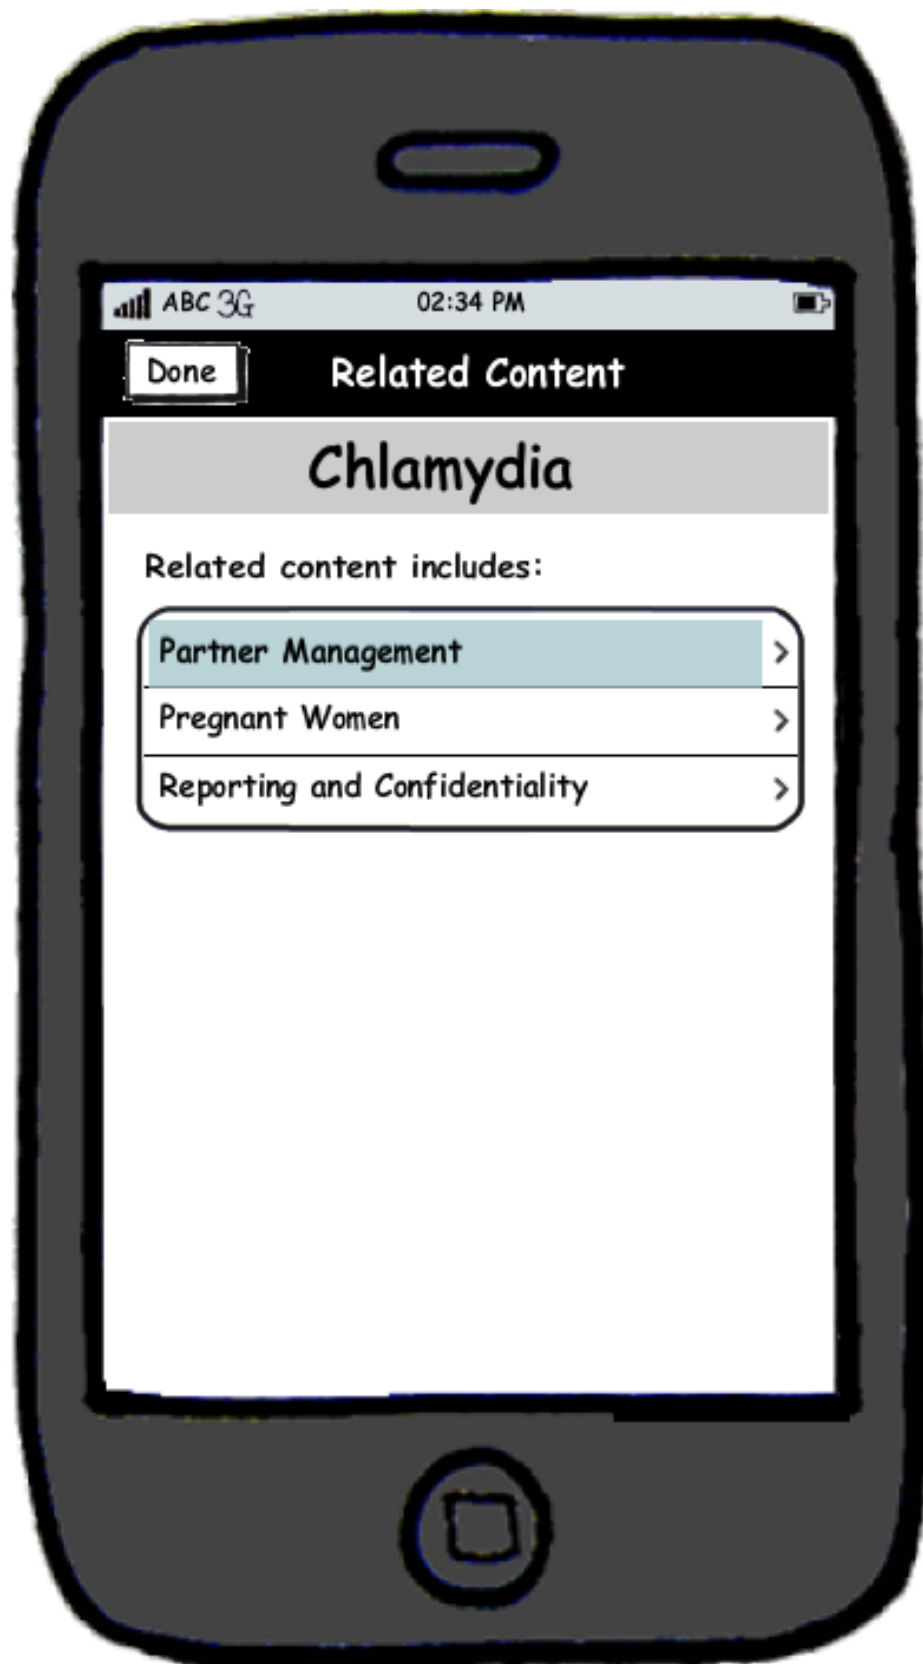 ABC 3G 02:34 PM
Done Related Content
Chlamydia
Related content includes:
Partner Management
Pregnant Women
Reporting and Confidentiality